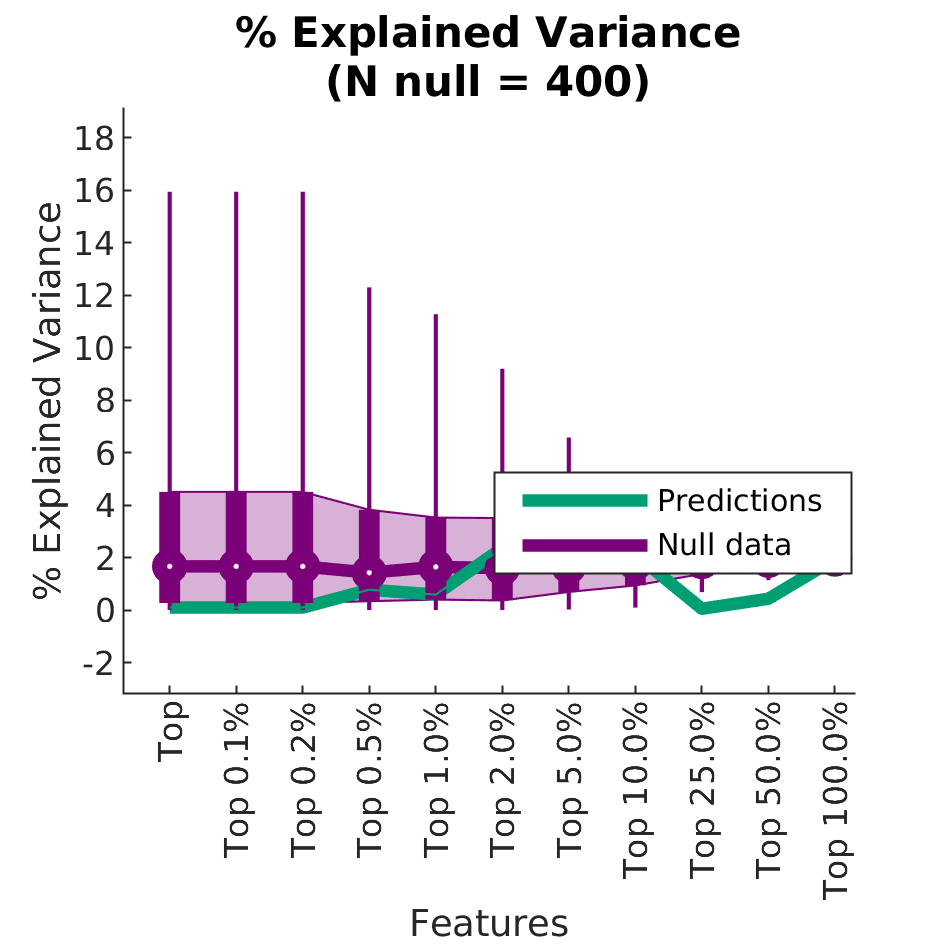 % Explained Variance
(N null = 400)
% Explained Variance
18
16
14
12
10
8
6
4
2
0
-2
Predictions
Null data
Top
Top 0.1%
Top 0.2%
Top 0.5%
Top 1.0%
Top 2.0%
Top 5.0%
Top 10.0%
Top 25.0%
Top 50.0%
Top 100.0%
Features